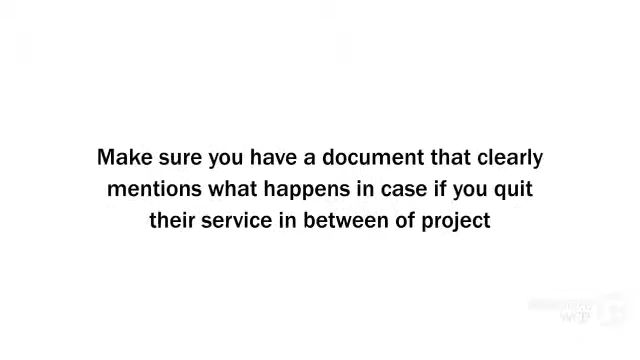 Make sure you have a document that clearly
mentions what happens in case if you quit
their service in between of project